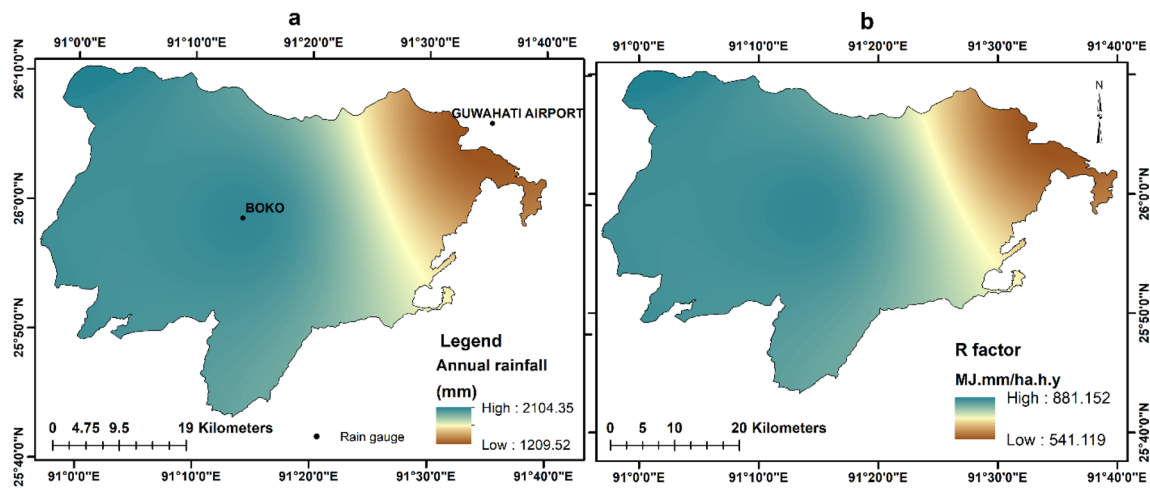 a
91°0'0"E 91°10'0"E 91°20'0"E 91°30'0"E 91°40'0"E
26°10'0"N
26°0'0"N
25°50'0"N
25°40'0"N
GUWAHATI AIRPORT
BOKO
Legend
Annual rainfall
(mm)
High : 2104.35
Low : 1209.52
0 4.75 9.5 19 Kilometers
Rain gauge
91°0'0"E 91°10'0"E 91°20'0"E 91°30'0"E 91°40'0"E
b
91°0'0"E 91°10'0"E 91°20'0"E 91°30'0"E 91°40'0"E
N
26°10'0"N
26°0'0"N
25°50'0"N
25°40'0"N
R factor
MJ.mm/ha.h.y
High : 881.152
Low : 541.119
0 5 10 20 Kilometers
91°0'0"E 91°10'0"E 91°20'0"E 91°30'0"E 91°40'0"E